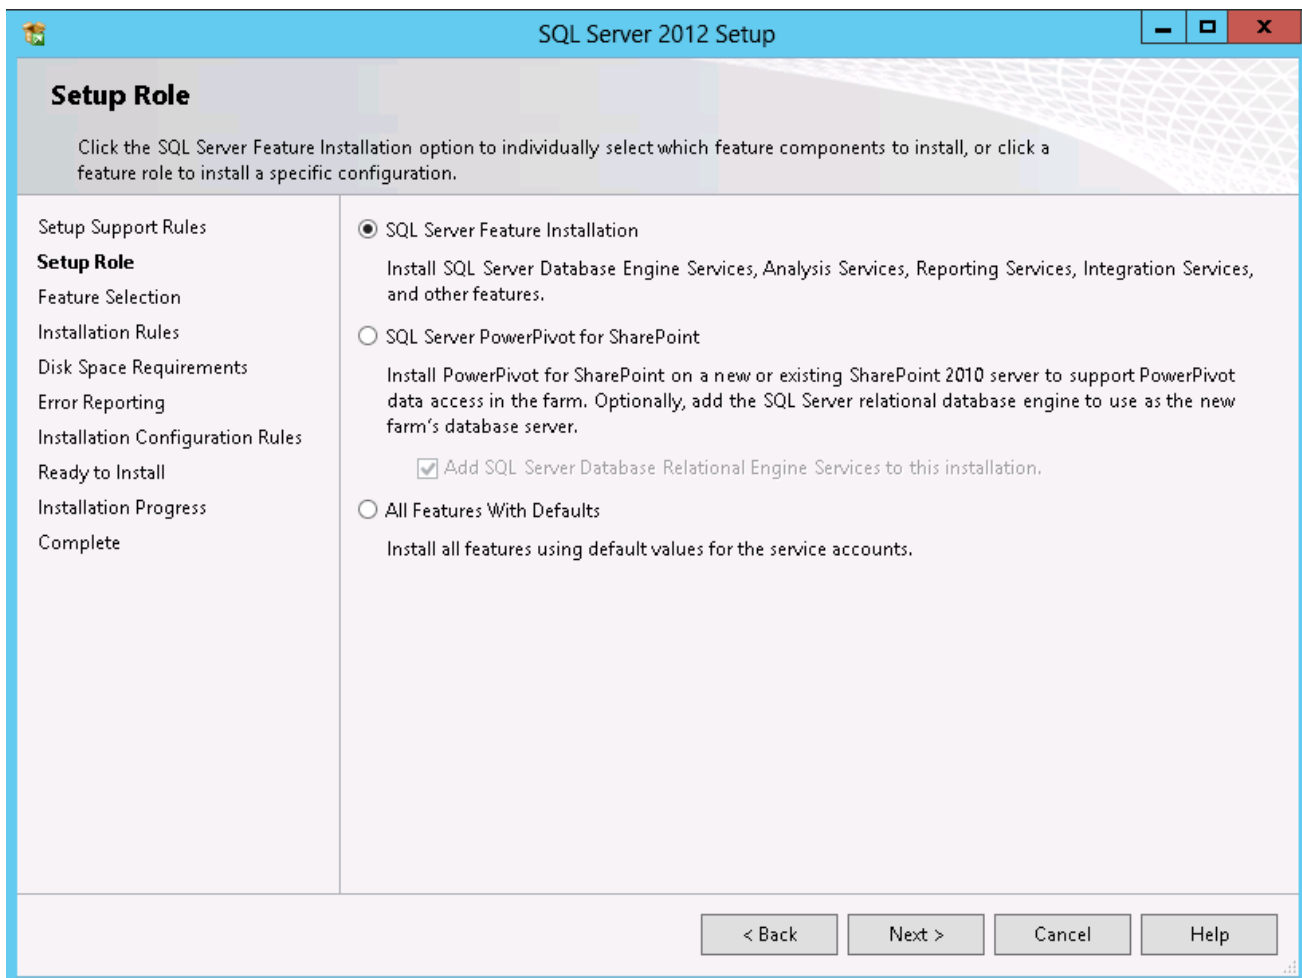 SQL Server 2012 Setup
Setup Role
Click the SQL Server Feature Installation option to individually select which feature components to install, or click a
feature role to install a specific configuration.
Setup Support Rules
Setup Role
Feature Selection
Installation Rules
Disk Space Requirements
Error Reporting
Installation Configuration Rules
Ready to Install
Installation Progress
Complete
SQL Server Feature Installation
Install SQL Server Database Engine Services, Analysis Services, Reporting Services, Integration Services,
and other features.
SQL Server PowerPivot for SharePoint
Install PowerPivot for SharePoint on a new or existing SharePoint 2010 server to support PowerPivot
data access in the farm. Optionally, add the SQL Server relational database engine to use as the new
farm's database server.
Add SQL Server Database Relational Engine Services to this installation.
All Features With Defaults
Install all features using default values for the service accounts.
< Back
Next >
Cancel
Help